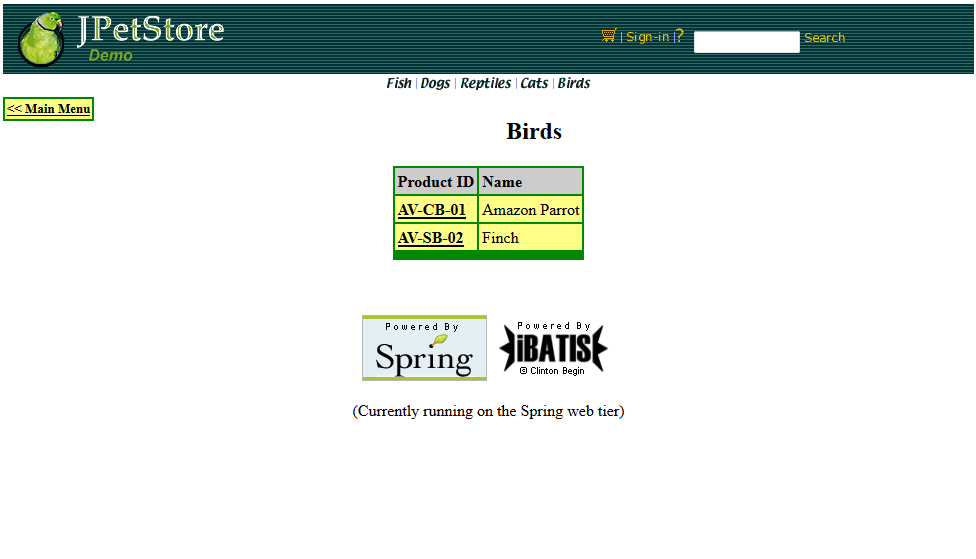 JPetStore
Demo
| Sign-in | ? Search
Fish | Dogs | Reptiles | Cats | Birds
<< Main Menu
Birds
Product ID Name
AV-CB-01 Amazon Parrot
AV-SB-02 Finch
Powered By
Spring
Powered By
iBATIS
© Clinton Begin
(Currently running on the Spring web tier)